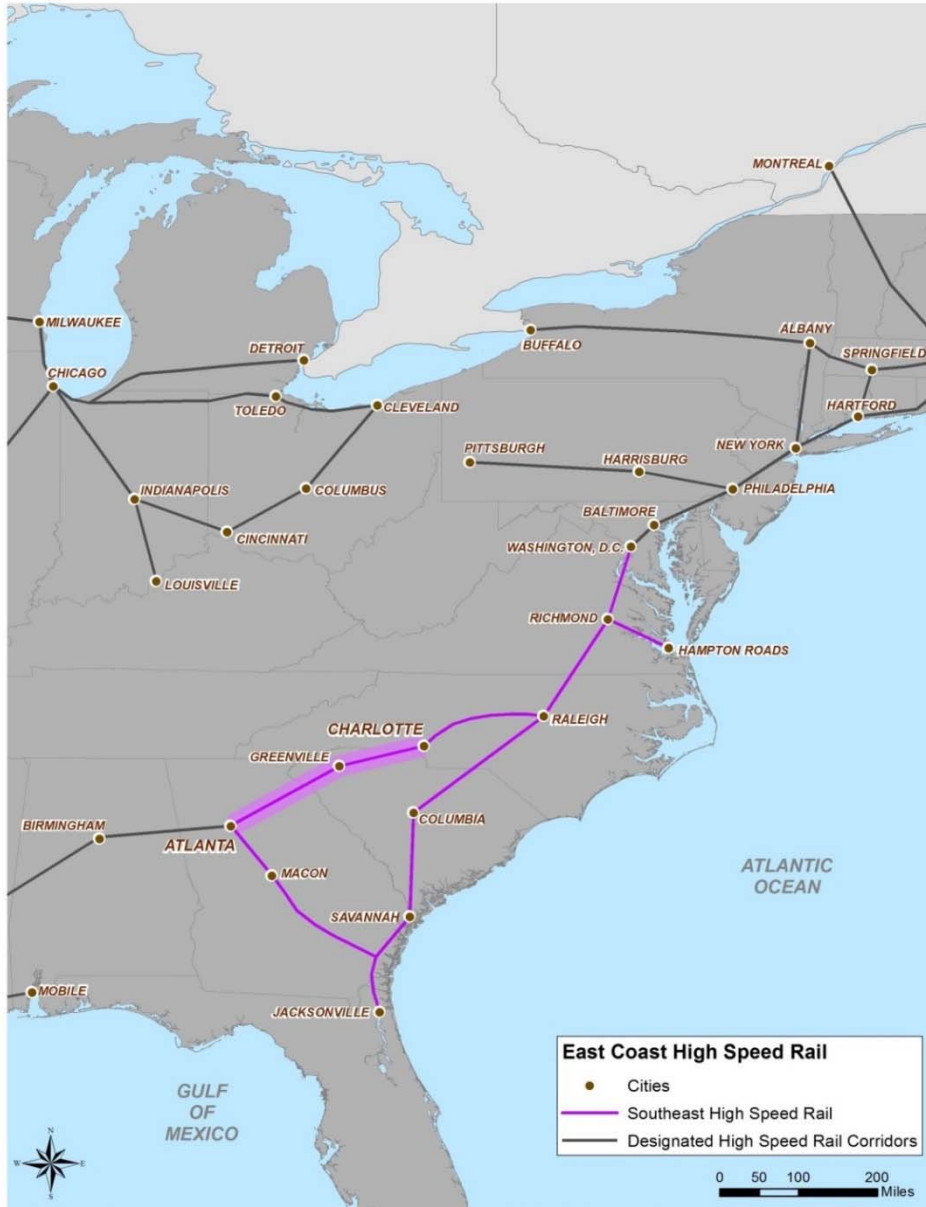 MONTREAL
MILWAUKEE
BUFFALO
ALBANY
DETROIT
SPRINGFIELD
CHICAGO
TOLEDO
CLEVELAND
HARTFORD
NEW YORK
PITTSBURGH
HARRISBURG
PHILADELPHIA
INDIANAPOLIS
COLUMBUS
BALTIMORE
CINCINNATI
WASHINGTON, D.C.
LOUISVILLE
RICHMOND
HAMPTON ROADS
RALEIGH
CHARLOTTE
GREENVILLE
COLUMBIA
BIRMINGHAM
ATLANTA
MACON
ATLANTIC
OCEAN
SAVANNAH
MOBILE
JACKSONVILLE
GULF
OF
MEXICO
East Coast High Speed Rail
Cities
Southeast High Speed Rail
Designated High Speed Rail Corridors
N
W E
S
0 50 100 200
Miles